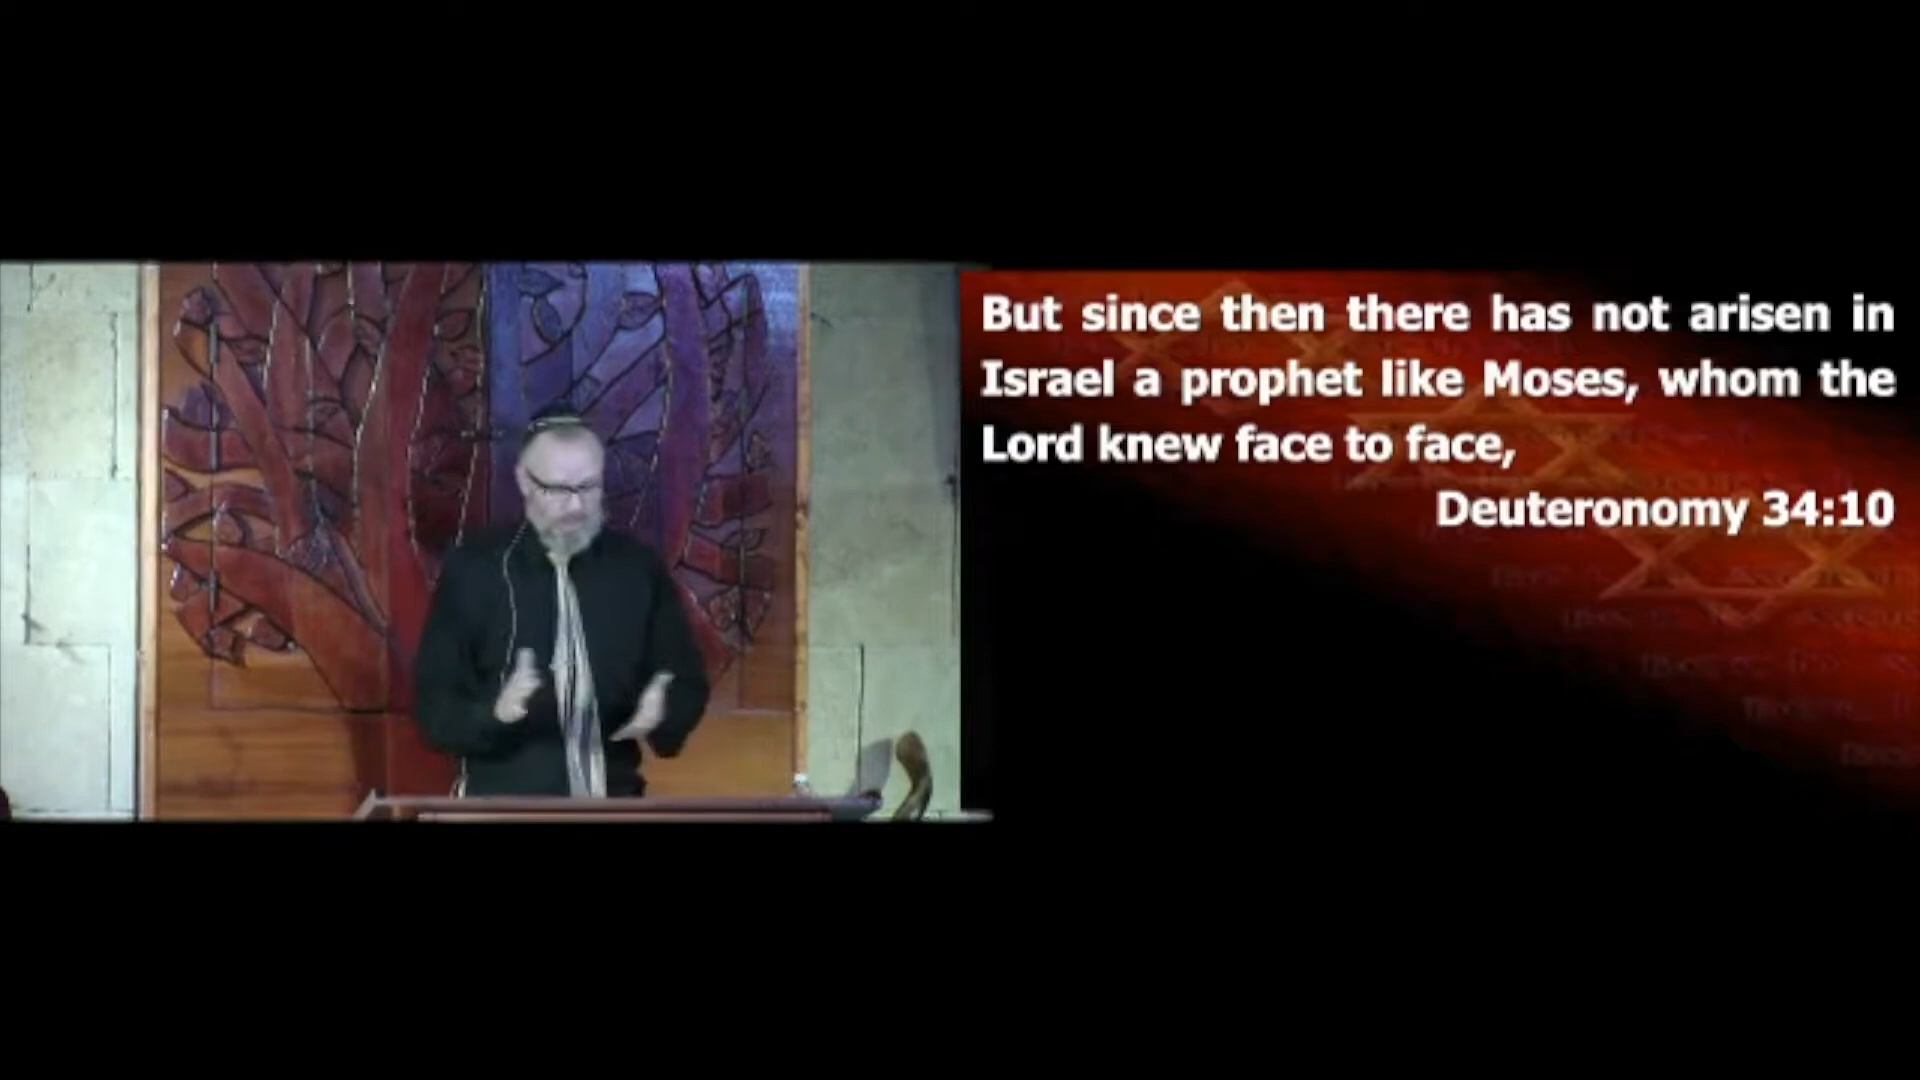 But since then there has not arisen in
Israel a prophet like Moses, whom the
Lord knew face to face,
Deuteronomy 34:10